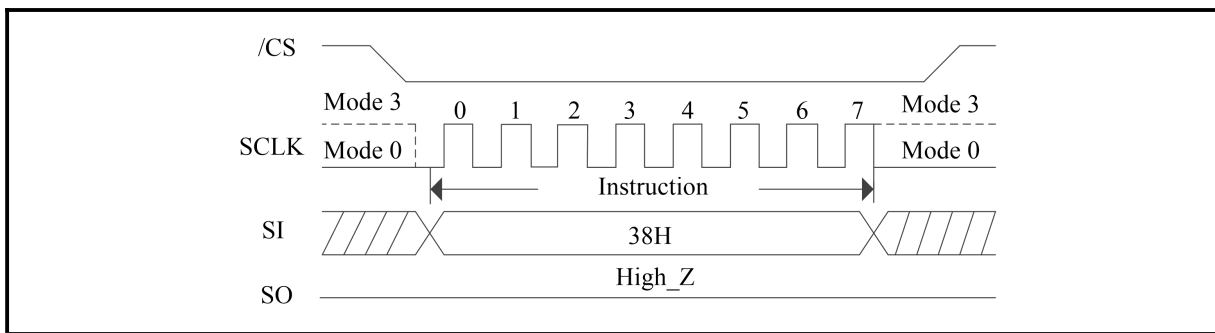 /CS
Mode 3 0 1 2 3 4 5 6 7 Mode 3
SCLK Mode 0 Mode 0
Instruction
SI 38H
High_Z
SO